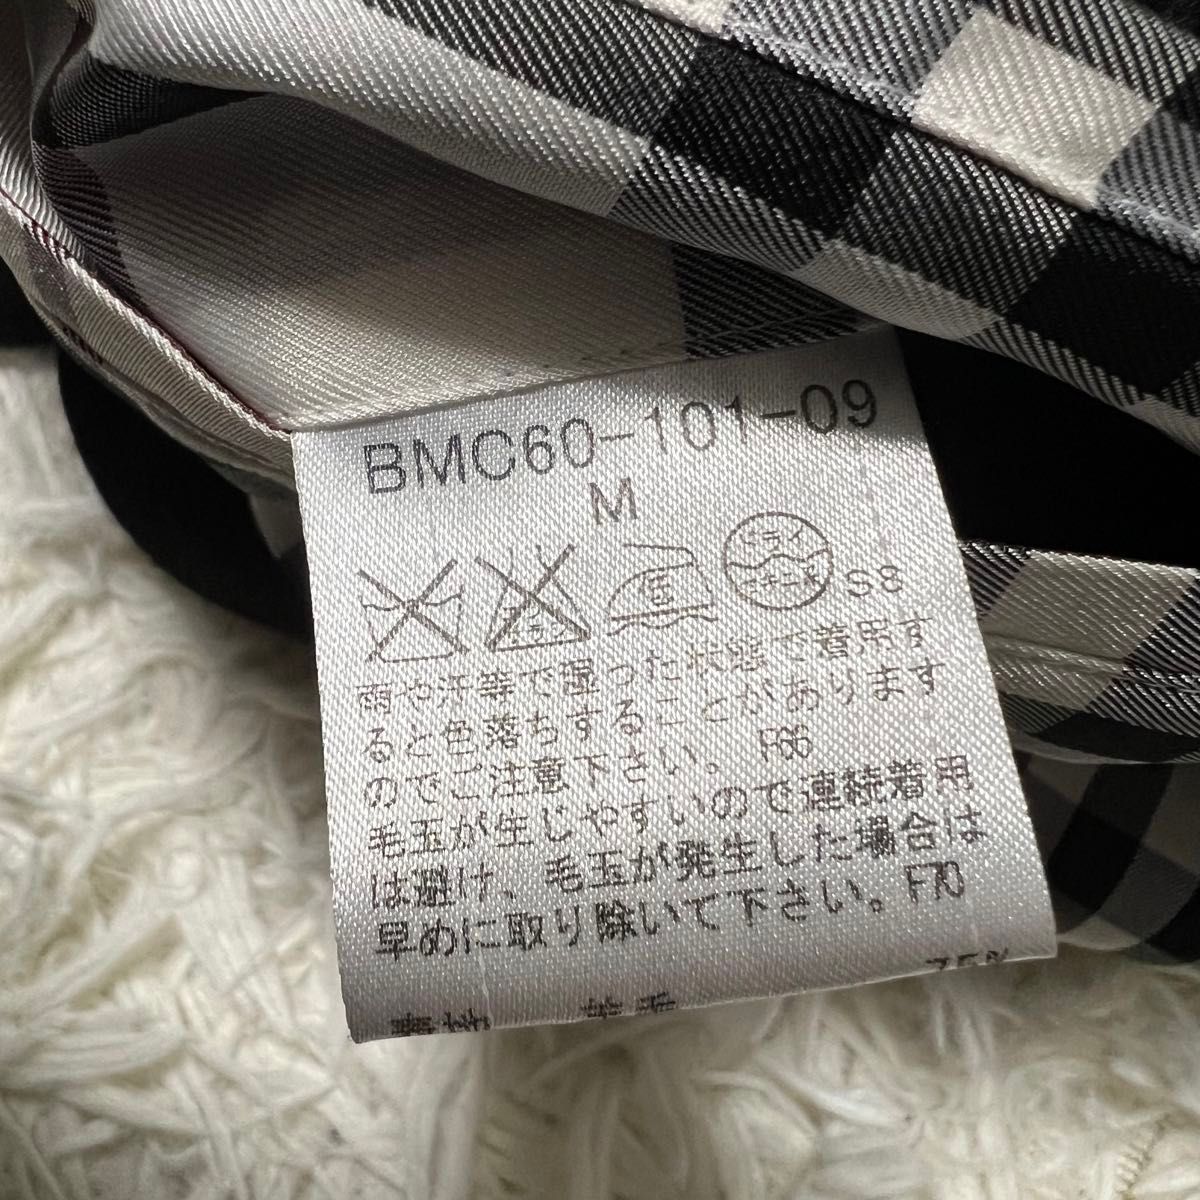 BMC60-101-09
M
ドライ
S8
雨や汗等で湿った状態で着用す
ると色落ちすることがあります
のでご注意下さい。 F66
毛玉が生じやすいので連続着用
は避け、毛玉が発生した場合は
早めに取り除いて下さい。F70